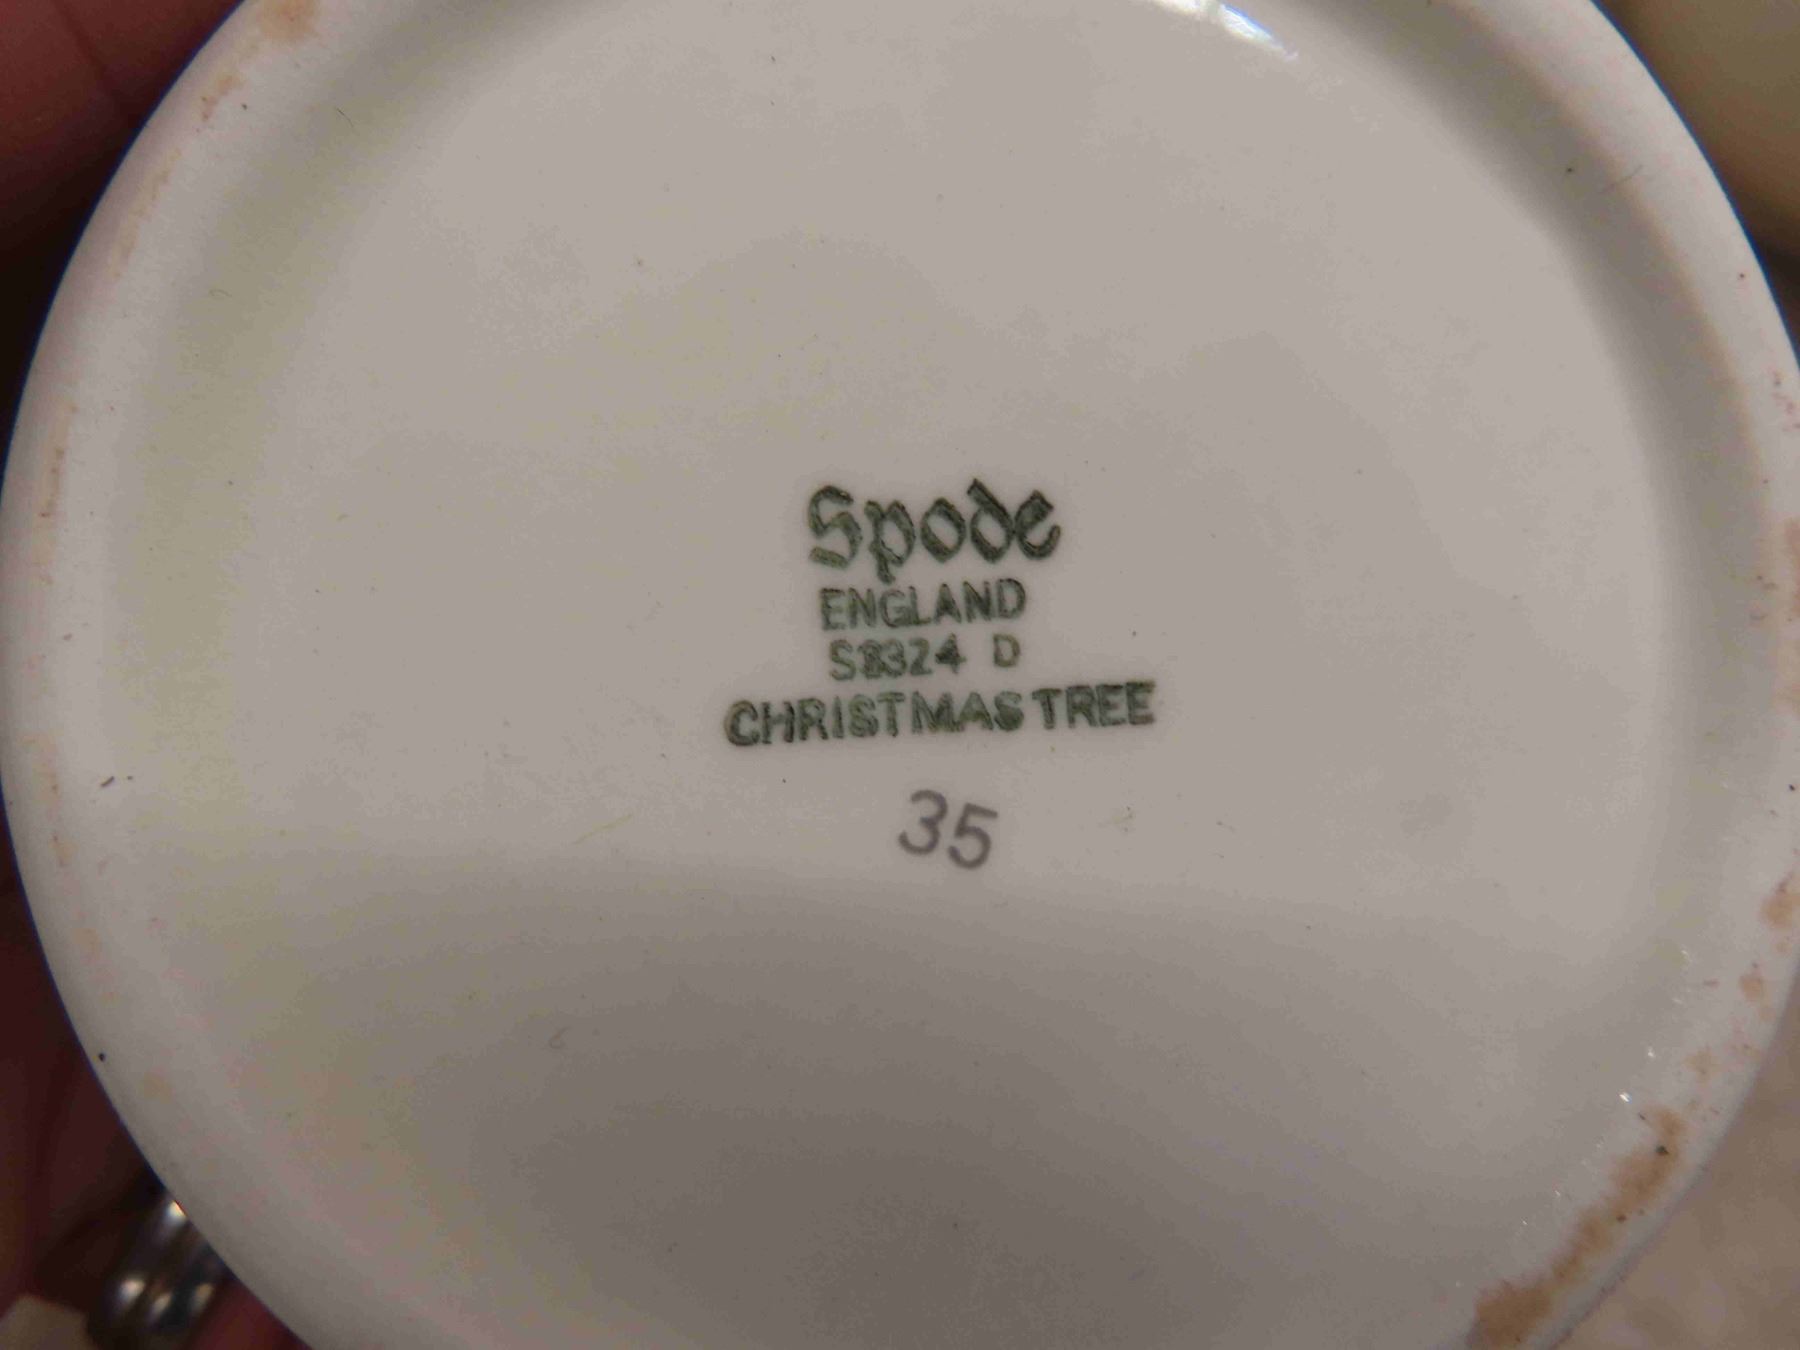 Spode
ENGLAND
S3324 D
CHRISTMAS TREE
35